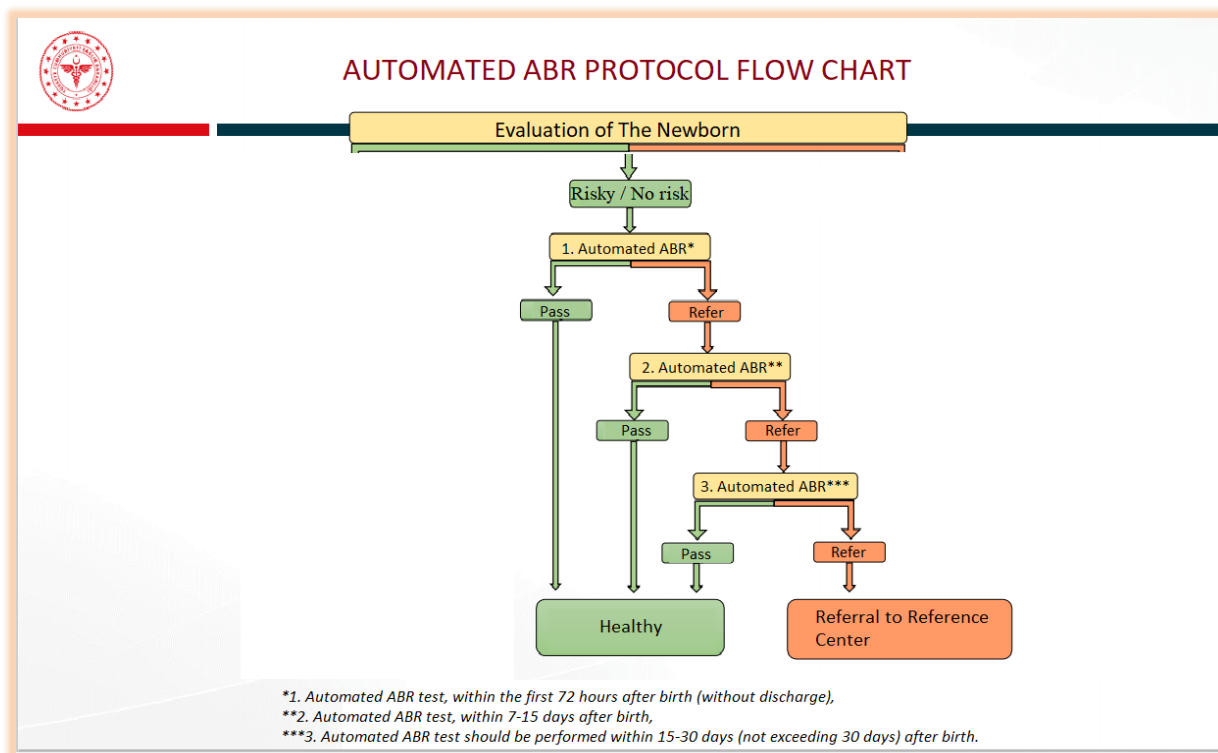 AUTOMATED ABR PROTOCOL FLOW CHART
Evaluation of The Newborn
Risky / No risk
1. Automated ABR*
Pass
Refer
2. Automated ABR**
Pass
Refer
3. Automated ABR***
Pass
Refer
Healthy
Referral to Reference
Center
*1. Automated ABR test, within the first 72 hours after birth (without discharge),
**2. Automated ABR test, within 7-15 days after birth,
***3. Automated ABR test should be performed within 15-30 days (not exceeding 30 days) after birth.